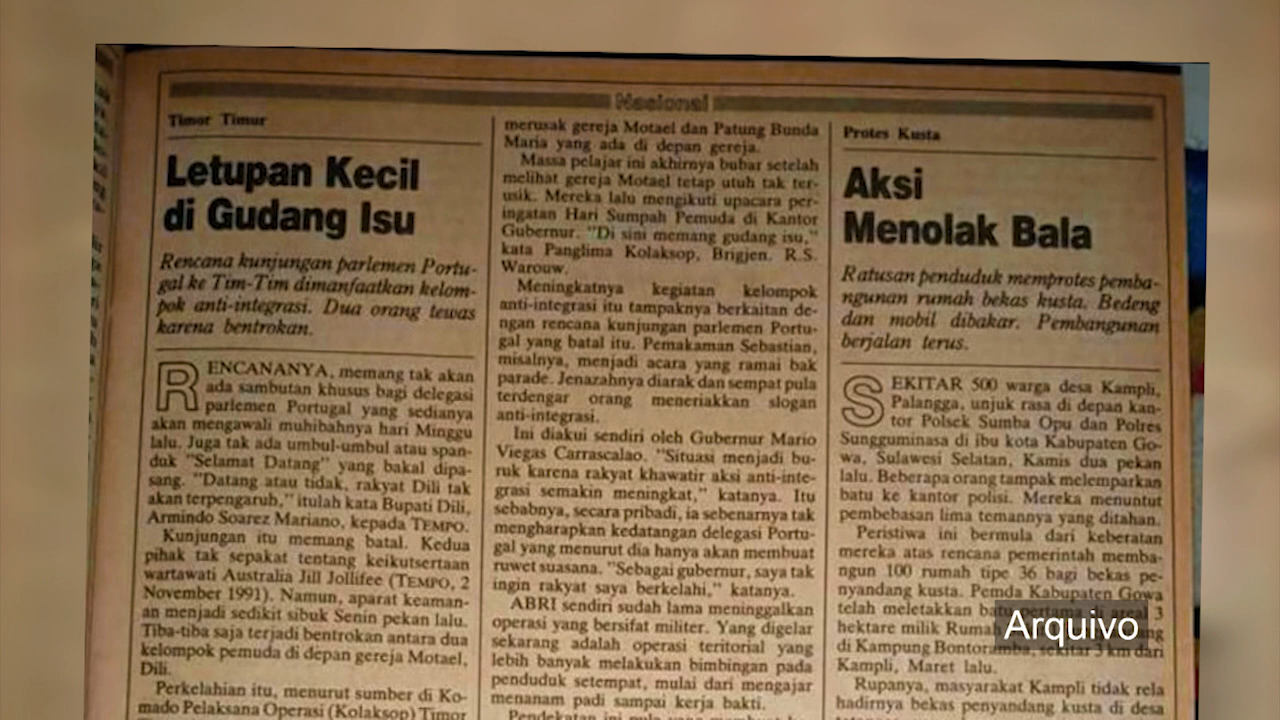 Nasional
Timor Timur
Letupan Kecil
di Gudang Isu
Rencana kunjungan parlemen Portu-
gal ke Tim-Tim dimanfaatkan kelom-
pok anti-integrasi. Dua orang tewas
karena bentrokan.
RENCANANYA, memang tak akan
ada sambutan khusus bagi delegasi
parlemen Portugal yang sedianya
akan mengawali muhibahnya hari Minggu
lalu. Juga tak ada umbul-umbul atau span-
duk "Selamat Datang" yang bakal dipa-
sang. "Datang atau tidak, rakyat Dili tak
akan terpengaruh," itulah kata Bupati Dili,
Armindo Soarez Mariano, kepada TEMPO.
Kunjungan itu memang batal. Kedua
pihak tak sepakat tentang keikutsertaan
wartawati Australia Jill Jollifee (TEMPO, 2
November 1991). Namun, aparat keaman-
an menjadi sedikit sibuk Senin pekan lalu.
Tiba-tiba saja terjadi bentrokan antara dua
kelompok pemuda di depan gereja Motael,
Dili.
Perkelahian itu, menurut sumber di Ko-
mado Pelaksana Operasi (Kolaksop) Timor
merusak gereja Motael dan Patung Bunda
Maria yang ada di depan gereja.
Massa pelajar ini akhirnya bubar setelah
melihat gereja Motael tetap utuh tak ter-
usik. Mereka lalu mengikuti upacara per-
ingatan Hari Sumpah Pemuda di Kantor
Gubernur. "Di sini memang gudang isu,"
kata Panglima Kolaksop, Brigjen. R.S.
Warouw.
Meningkatnya kegiatan kelompok
anti-integrasi itu tampaknya berkaitan de-
ngan rencana kunjungan parlemen Portu-
gal yang batal itu. Pemakaman Sebastian,
misalnya, menjadi acara yang ramai bak
parade. Jenazahnya diarak dan sempat pula
terdengar orang meneriakkan slogan
anti-integrasi.
Ini diakui sendiri oleh Gubernur Mario
Viegas Carrascalao. "Situasi menjadi bu-
ruk karena rakyat khawatir aksi anti-inte-
grasi semakin meningkat," katanya. Itu
sebabnya, secara pribadi, ia sebenarnya tak
mengharapkan kedatangan delegasi Portu-
gal yang menurut dia hanya akan membuat
ruwet suasana. "Sebagai gubernur, saya tak
ingin rakyat saya berkelahi," katanya.
ABRI sendiri sudah lama meninggalkan
operasi yang bersifat militer. Yang digelar
sekarang adalah operasi teritorial yang
lebih banyak melakukan bimbingan pada
penduduk setempat, mulai dari mengajar
menanam padi sampai kerja bakti.
Pendekatan ini pula yang membuat
Protes Kusta
Aksi
Menolak Bala
Ratusan penduduk memprotes pemba-
ngunan rumah bekas kusta. Bedeng
dan mobil dibakar. Pembangunan
berjalan terus.
SEKITAR 500 warga desa Kampli,
Palangga, unjuk rasa di depan kan-
tor Polsek Sumba Opu dan Polres
Sungguminasa di ibu kota Kabupaten Go-
wa, Sulawesi Selatan, Kamis dua pekan
lalu. Beberapa orang tampak melemparkan
batu ke kantor polisi. Mereka menuntut
pembebasan lima temannya yang ditahan.
Peristiwa ini bermula dari keberatan
mereka atas rencana pemerintah memba-
ngun 100 rumah tipe 36 bagi bekas pe-
nyandang kusta. Pemda Kabupaten Gowa
telah meletakkan batu pertama di areal 3
hektare milik Rumah
di Kampung Bontoramba, sekitar 3 km dari
Kampli, Maret lalu.
Rupanya, masyarakat Kampli tidak rela
hadirnya bekas penyandang kusta di desa
Arquivo